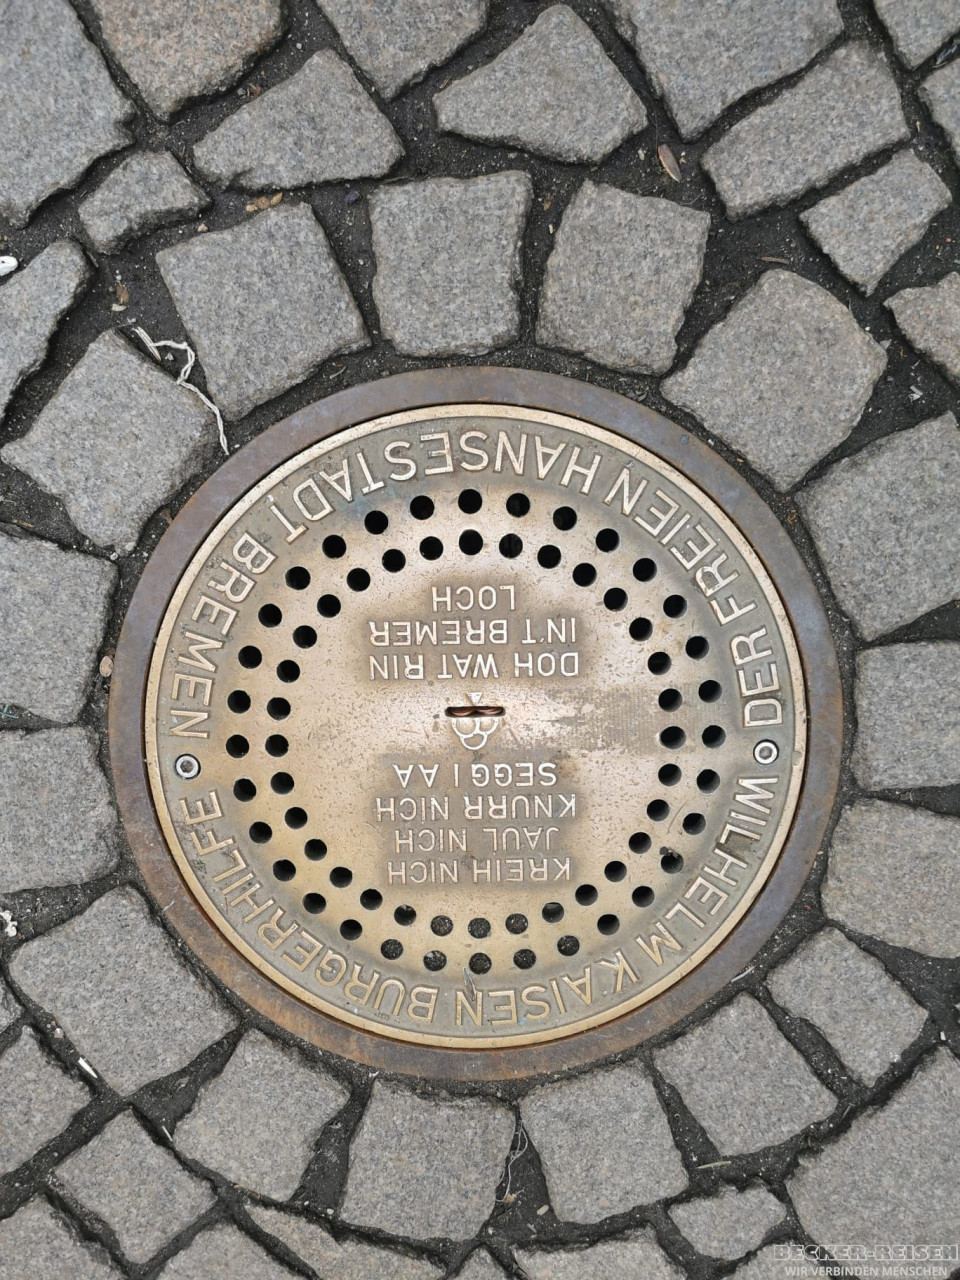 WILHELM KAISEN BÜRGERHILFE
DER FREIEN HANSESTADT BREMEN
KREIH NICH
JAUL NICH
KNURR NICH
SEGG I AA
DOH WAT RIN
IN'T BREMER
LOCH
BECKER-REISEN
WIR VERBINDEN MENSCHEN